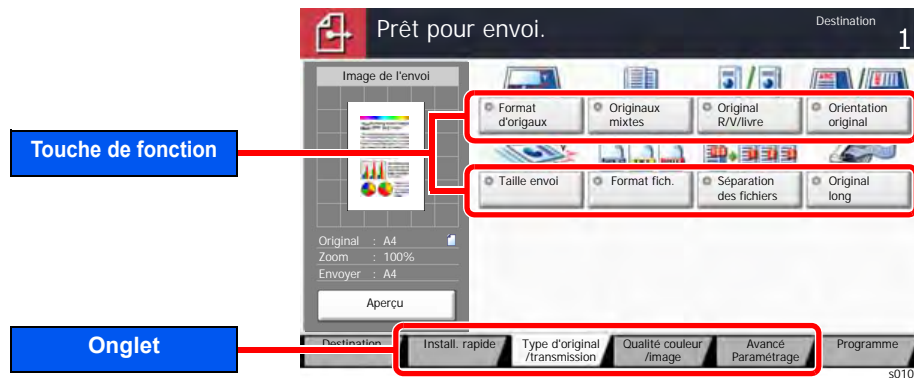 Prêt pour envoi.
Destination
1
Image de l'envoi
Format
d'origaux
Originaux
mixtes
Original
R/V/livre
Orientation
original
Touche de fonction
Taille envoi
Format fich.
Séparation
des fichiers
Original
long
Original : A4
Zoom : 100%
Envoyer : A4
Aperçu
Onglet
Destination
Install. rapide
Type d'original
/transmission
Qualité couleur
/image
Avancé
Paramétrage
Programme
s010